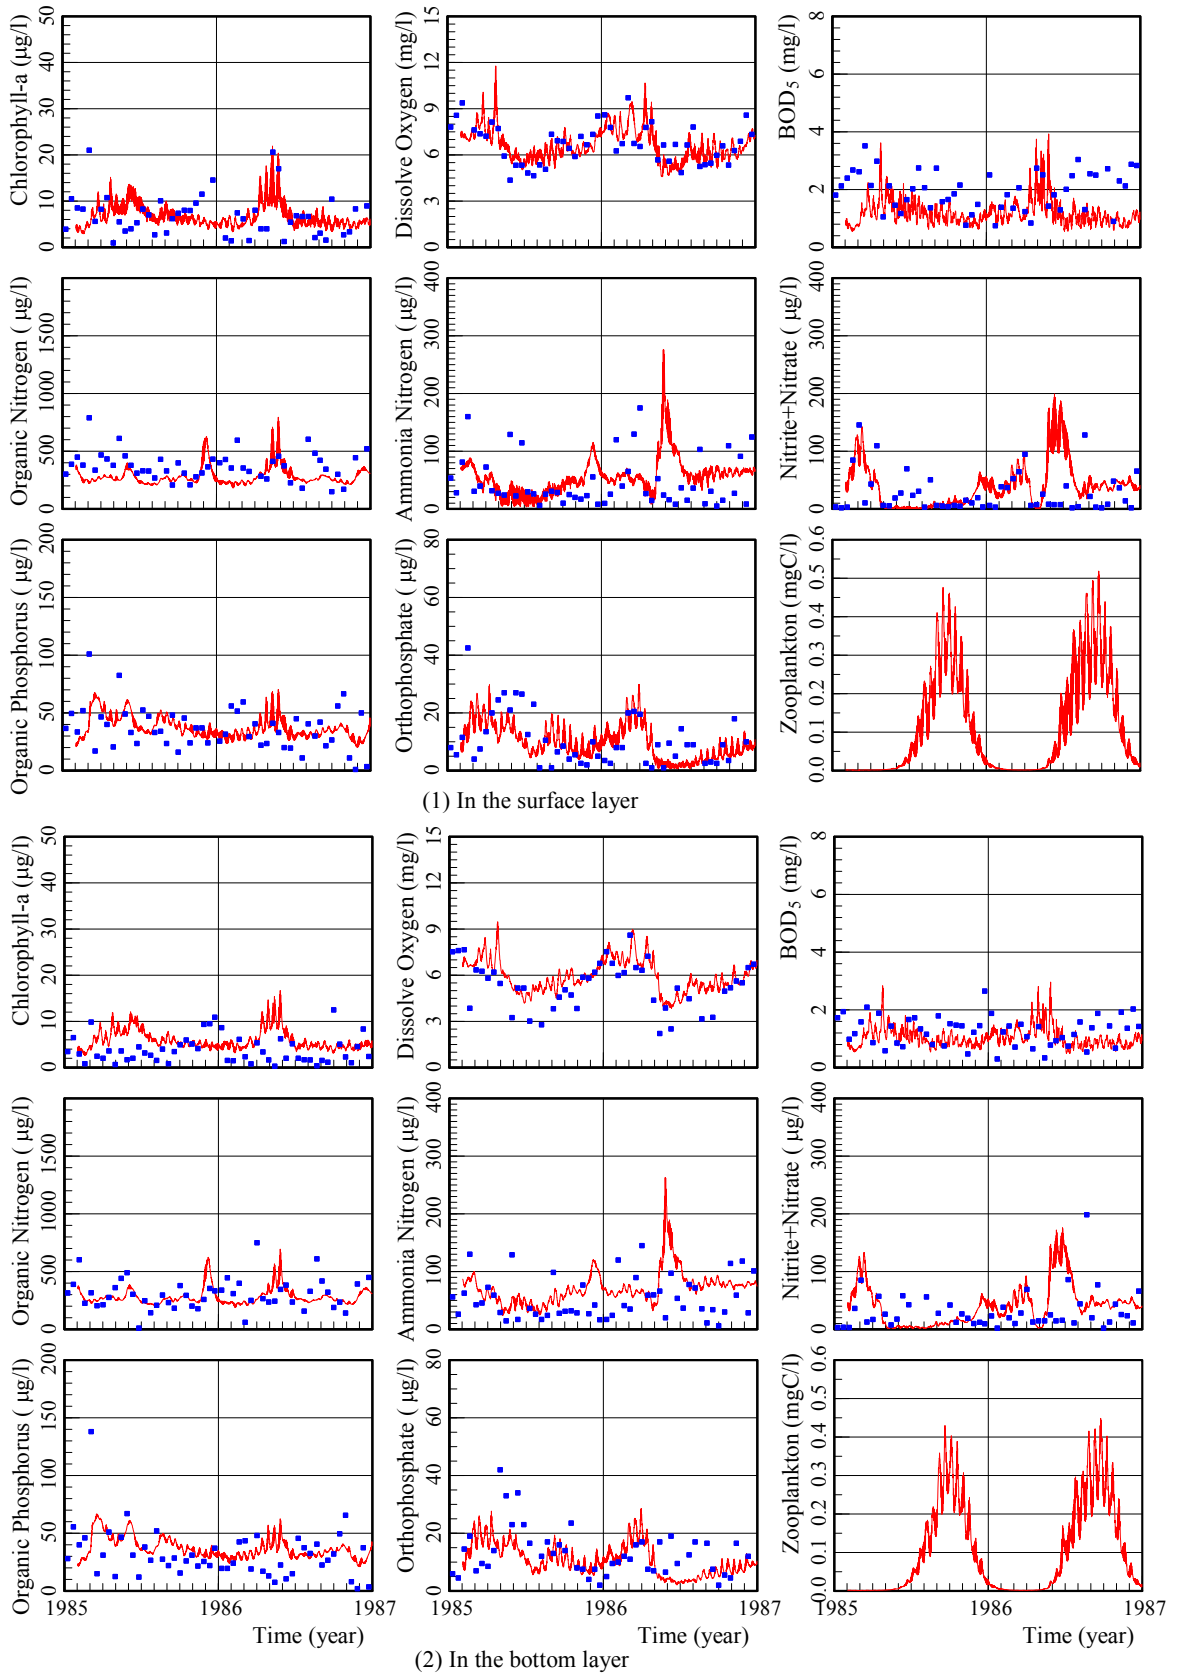 Chlorophyll-a (µg/l)
0 10 20 30 40 50
Dissolve Oxygen (mg/l)
0 3 6 9 12 15
BOD5 (mg/l)
0 2 4 6 8
Organic Nitrogen ( µg/l)
0 500 1000 1500
Ammonia Nitrogen ( µg/l)
0 100 200 300 400
Nitrite+Nitrate ( µg/l)
0 100 200 300 400
Organic Phosphorus ( µg/l)
0 50 100 150 200
Orthophosphate ( µg/l)
0 20 40 60 80
Zooplankton (mgC/l)
0.0 0.1 0.2 0.3 0.4 0.5 0.6
(1) In the surface layer
Chlorophyll-a (µg/l)
0 10 20 30 40 50
Dissolve Oxygen (mg/l)
0 3 6 9 12 15
BOD5 (mg/l)
0 2 4 6 8
Organic Nitrogen ( µg/l)
0 500 1000 1500
Ammonia Nitrogen ( µg/l)
0 100 200 300 400
Nitrite+Nitrate ( µg/l)
0 100 200 300 400
Organic Phosphorus ( µg/l)
0 50 100 150 200
Orthophosphate ( µg/l)
0 20 40 60 80
Zooplankton (mgC/l)
0.0 0.1 0.2 0.3 0.4 0.5 0.6
1985 1986 1987 1985 1986 1987 1985 1986 1987
Time (year) Time (year) Time (year)
(2) In the bottom layer